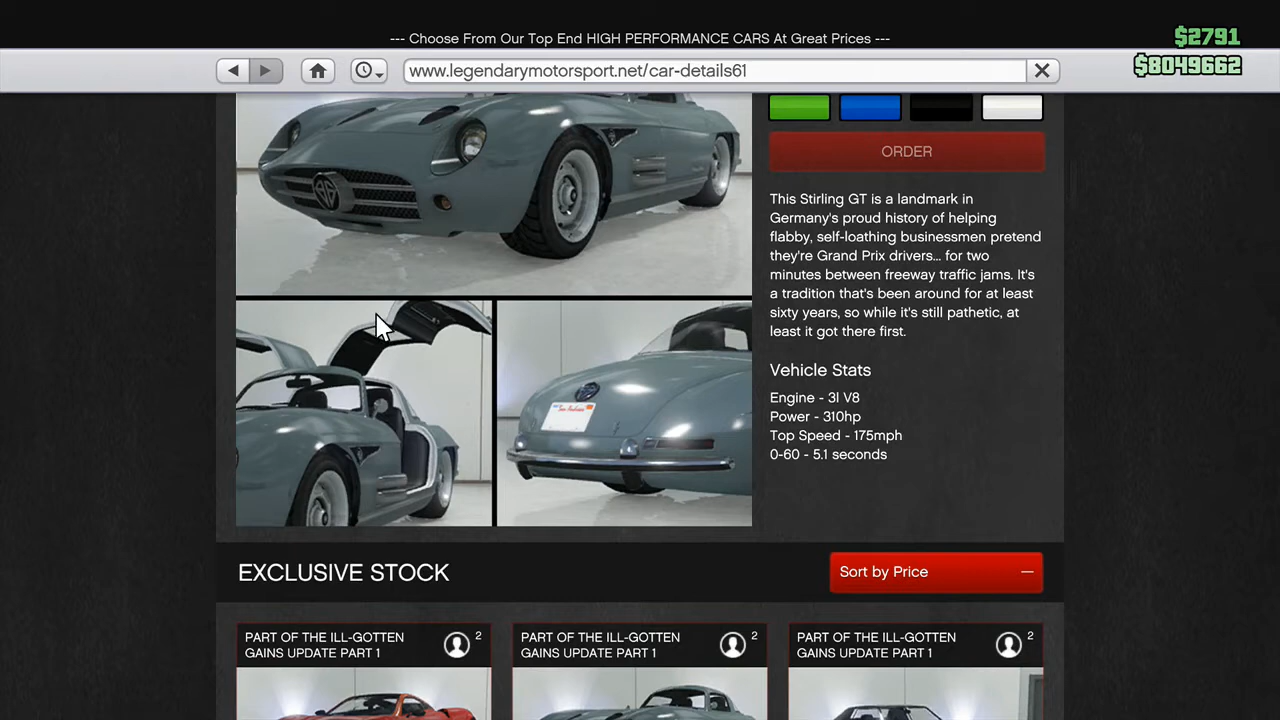 --- Choose From Our Top End HIGH PERFORMANCE CARS At Great Prices ---
$2791
$8049662
www.legendarymotorsport.net/car-details61
ORDER
This Stirling GT is a landmark in
Germany's proud history of helping
flabby, self-loathing businessmen pretend
they're Grand Prix drivers... for two
minutes between freeway traffic jams. It's
a tradition that's been around for at least
sixty years, so while it's still pathetic, at
least it got there first.
Vehicle Stats
Engine - 3l V8
Power - 310hp
Top Speed - 175mph
0-60 - 5.1 seconds
EXCLUSIVE STOCK
Sort by Price
PART OF THE ILL-GOTTEN
GAINS UPDATE PART 1
2
PART OF THE ILL-GOTTEN
GAINS UPDATE PART 1
2
PART OF THE ILL-GOTTEN
GAINS UPDATE PART 1
2